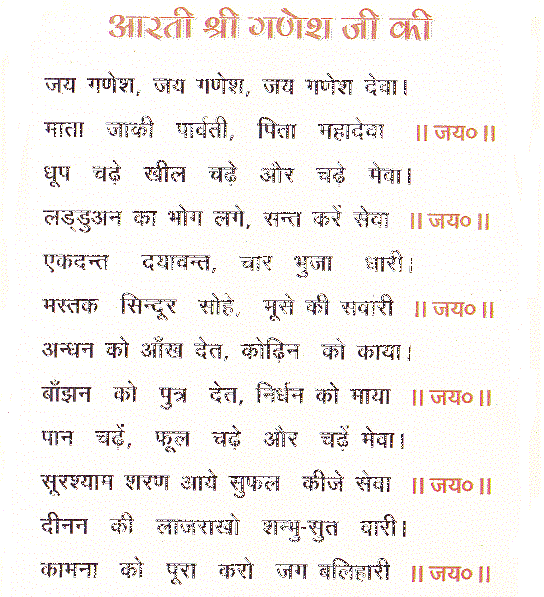 आरती श्री गणेश जी की
जय गणेश, जय गणेश, जय गणेश देवा।
माता जाकी पार्वती, पिता महादेवा ॥ जय० ॥
धूप चढ़े खील चढ़े और चढे मेवा।
लड्डुअन का भोग लगे, सन्त करें सेवा ॥ जय० ॥
एकदन्त दयावन्त, चार भुजा धारी।
मस्तक सिन्दूर सोहे, मूसे की सवारी ॥ जय० ॥
अन्धन को आँख देत, कोढ़िन को काया।
बाँझन को पुत्र देत, निर्धन को माया ॥ जय० ॥
पान चढ़ें, फूल चढ़े और चढ़ें मेवा।
सूरश्याम शरण आये सुफल कीजे सेवा ॥ जय० ॥
दीनन की लाजराखो शम्भु-सुत वारी।
कामना को पूरा करो जग बलिहारी ॥ जय० ॥